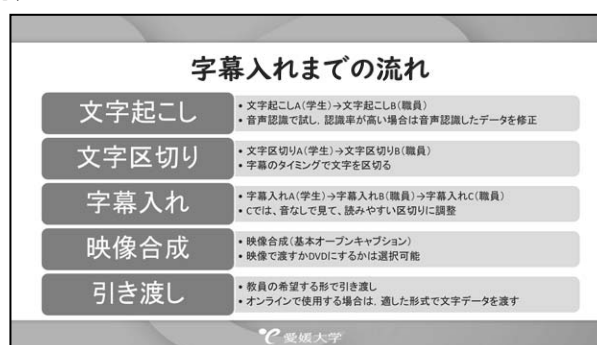 字幕入れまでの流れ
文字起こし
• 文字起こしA(学生)→文字起こしB(職員)
• 音声認識で試し、認識率が高い場合は音声認識したデータを修正
文字区切り
• 文字区切りA(学生)→文字区切りB(職員)
• 字幕のタイミングで文字を区切る
字幕入れ
• 字幕入れA(学生)→字幕入れB(職員)→字幕入れC(職員)
• Cでは、音なしで見て、読みやすい区切りに調整
映像合成
• 映像合成(基本オープンキャプション)
• 映像で渡すかDVDにするかは選択可能
引き渡し
• 教員の希望する形で引き渡し
• オンラインで使用する場合は、適した形式で文字データを渡す
愛媛大学